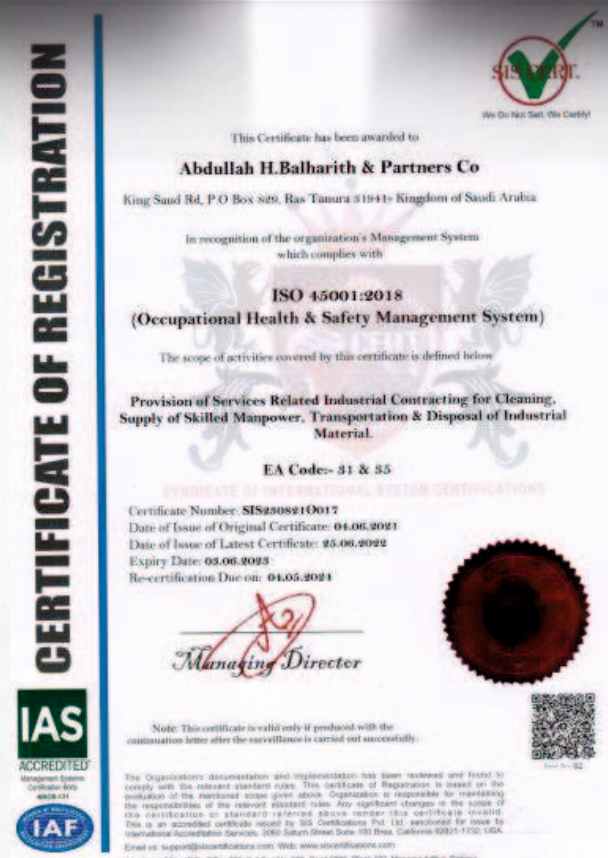 CERTIFICATE OF REGISTRATION
TM
SIS CERT.
We Do Not Sell, We Certify!
This Certificate has been awarded to
Abdullah H.Balharith & Partners Co
King Saud Rd, P.O Box 829, Ras Tanura 31941- Kingdom of Saudi Arabia
in recognition of the organization's Management System
which complies with
ISO 45001:2018
(Occupational Health & Safety Management System)
The scope of activities covered by this certificate is defined below
Provision of Services Related Industrial Contracting for Cleaning,
Supply of Skilled Manpower, Transportation & Disposal of Industrial
Material.
EA Code:- 31 & 35
SYNDICATE OF INTERNATIONAL SYSTEM CERTIFICATIONS
Certificate Number: SIS230821O017
Date of Issue of Original Certificate: 04.06.2021
Date of Issue of Latest Certificate: 25.06.2022
Expiry Date: 03.06.2023
Re-certification Due on: 04.05.2024
Managing Director
Note: This certificate is valid only if produced with the
continuation letter after the surveillance is carried out successfully.
IAS
ACCREDITED
Management Systems
Certification Body
IAF
The Organization's documentation and implementation has been reviewed and found to
comply with the relevant standard rules. This certificate of Registration is based on the
evaluation of the mentioned scope given above. Organization is responsible for maintaining
the responsibilities of the relevant standard rules. Any significant changes in the scope of
the certification or standard referred above render this certificate invalid.
This is an accredited certificate issued by SIS Certifications Pvt. Ltd. sanctioned for issue by
International Accreditation Services, 3060 Saturn Street Suite 100 Brea, California 92821-1732, USA
Email us: support@siscertifications.com, Web: www.siscertifications.com